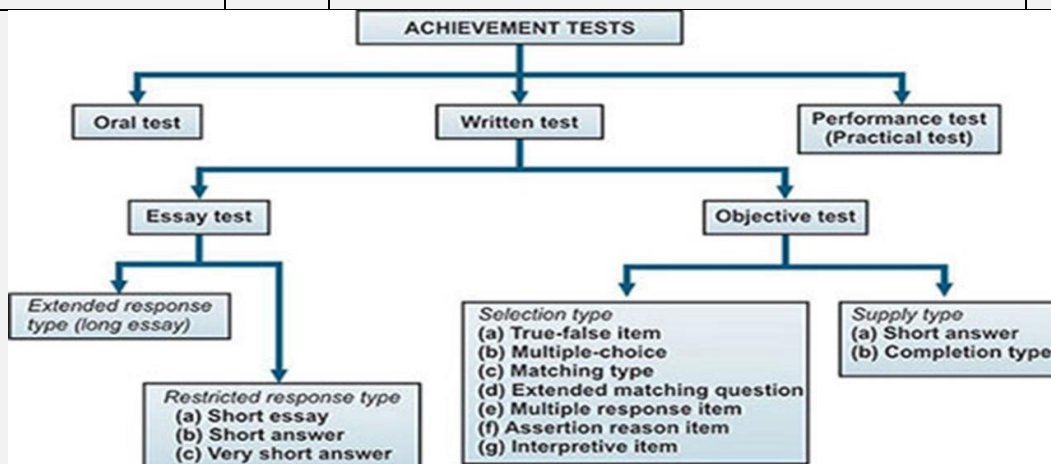 ACHIEVEMENT TESTS
Oral test
Written test
Performance test
(Practical test)
Essay test
Objective test
Extended response
type (long essay)
Restricted response type
(a) Short essay
(b) Short answer
(c) Very short answer
Selection type
(a) True-false item
(b) Multiple-choice
(c) Matching type
(d) Extended matching question
(e) Multiple response item
(f) Assertion reason item
(g) Interpretive item
Supply type
(a) Short answer
(b) Completion type